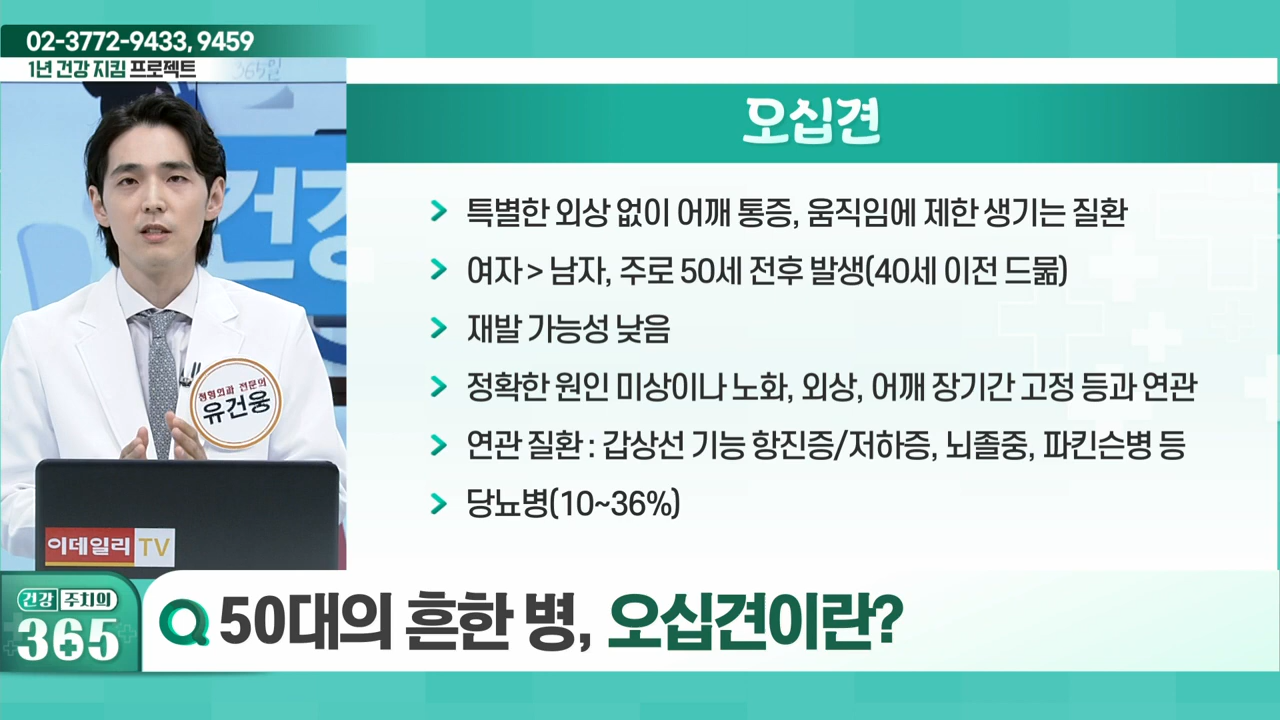 02-3772-9433, 9459
1년 건강 지킴 프로젝트
365일
건강
정형외과 전문의
유건웅
이데일리 TV
오십견
특별한 외상 없이 어깨 통증, 움직임에 제한 생기는 질환
여자 > 남자, 주로 50세 전후 발생(40세 이전 드묾)
재발 가능성 낮음
정확한 원인 미상이나 노화, 외상, 어깨 장기간 고정 등과 연관
연관 질환 : 갑상선 기능 항진증/저하증, 뇌졸중, 파킨슨병 등
당뇨병(10~36%)
건강 주치의
365
Q 50대의 흔한 병, 오십견이란?